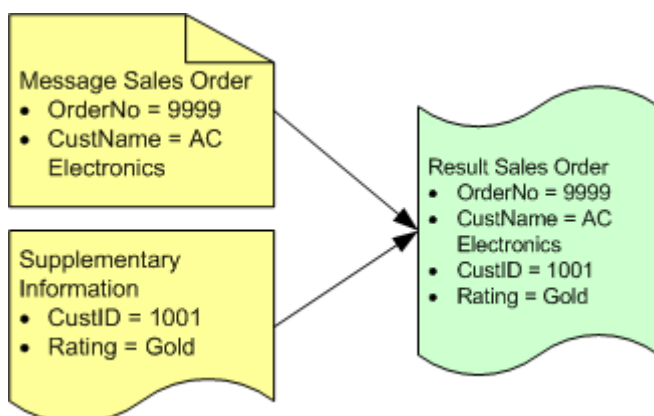 Message Sales Order
• OrderNo = 9999
• CustName = AC
Electronics
Supplementary
Information
• CustID = 1001
• Rating = Gold
Result Sales Order
• OrderNo = 9999
• CustName = AC
Electronics
• CustID = 1001
• Rating = Gold